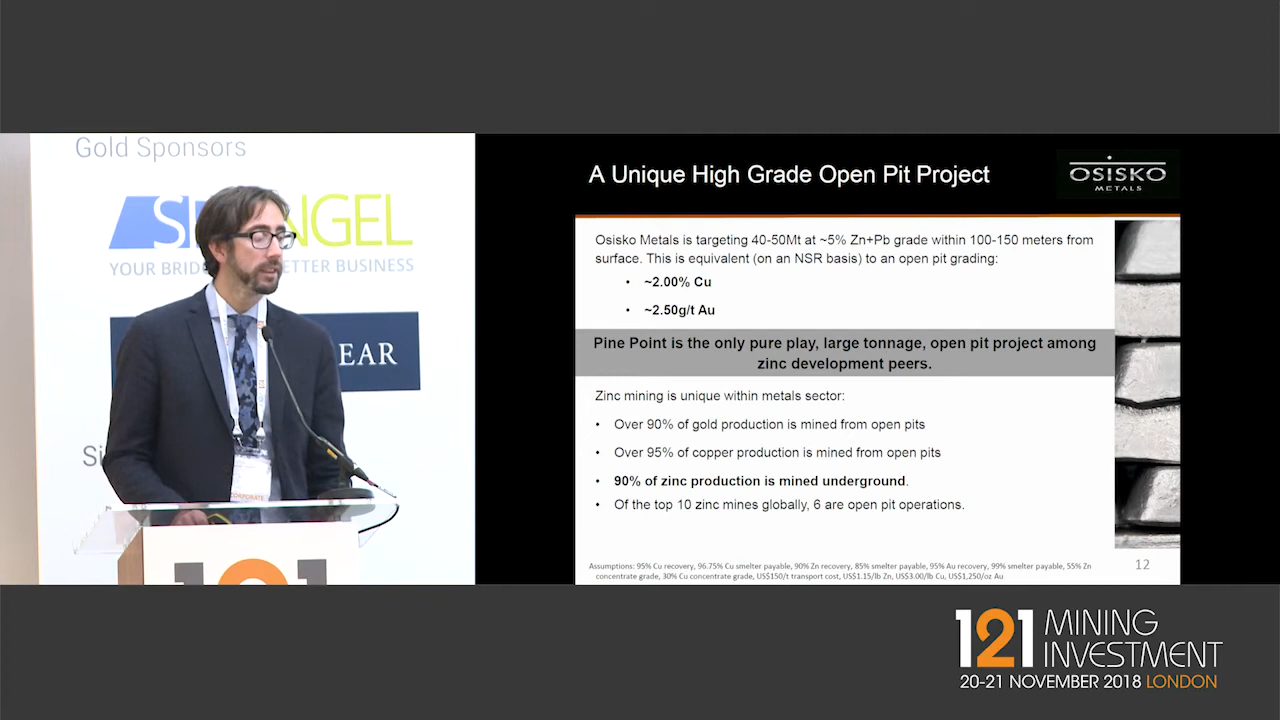 Gold Sponsors
NGEL
YOUR BRID
ETTER BUSINESS
EAR
Si
CORPORATE
121
A Unique High Grade Open Pit Project
OSISKO
METALS
Osisko Metals is targeting 40-50Mt at ~5% Zn+Pb grade within 100-150 meters from
surface. This is equivalent (on an NSR basis) to an open pit grading:
• ~2.00% Cu
• ~2.50g/t Au
Pine Point is the only pure play, large tonnage, open pit project among
zinc development peers.
Zinc mining is unique within metals sector:
• Over 90% of gold production is mined from open pits
• Over 95% of copper production is mined from open pits
• 90% of zinc production is mined underground.
• Of the top 10 zinc mines globally, 6 are open pit operations.
Assumptions: 95% Cu recovery, 96.75% Cu smelter payable, 90% Zn recovery, 85% smelter payable, 95% Au recovery, 99% smelter payable, 55% Zn
concentrate grade, 30% Cu concentrate grade, US$150/t transport cost, US$1.15/lb Zn, US$3.00/lb Cu, US$1,250/oz Au
12
121 MINING
INVESTMENT
20-21 NOVEMBER 2018 LONDON